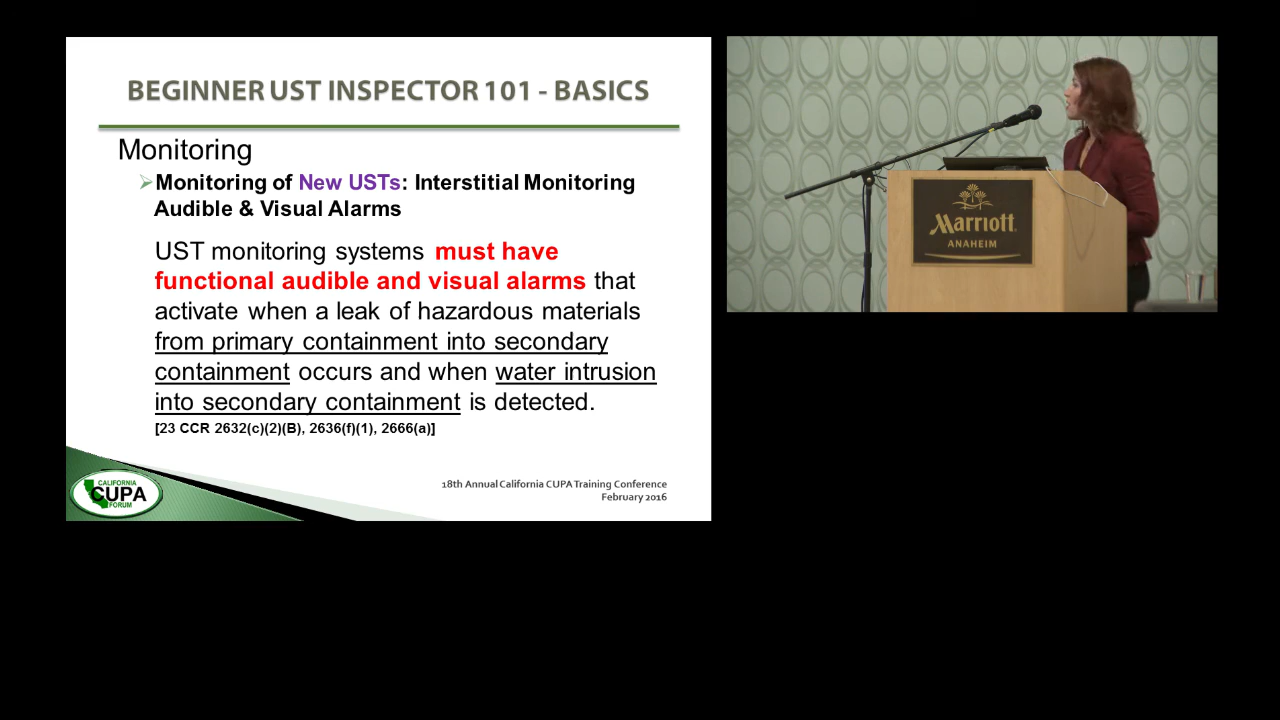 BEGINNER UST INSPECTOR 101 - BASICS
Monitoring
Monitoring of New USTs: Interstitial Monitoring
Audible & Visual Alarms
UST monitoring systems must have
functional audible and visual alarms that
activate when a leak of hazardous materials
from primary containment into secondary
containment occurs and when water intrusion
into secondary containment is detected.
[23 CCR 2632(c)(2)(B), 2636(f)(1), 2666(a)]
18th Annual California CUPA Training Conference
February 2016
CALIFORNIA
CUPA
FORUM
Marriott
ANAHEIM